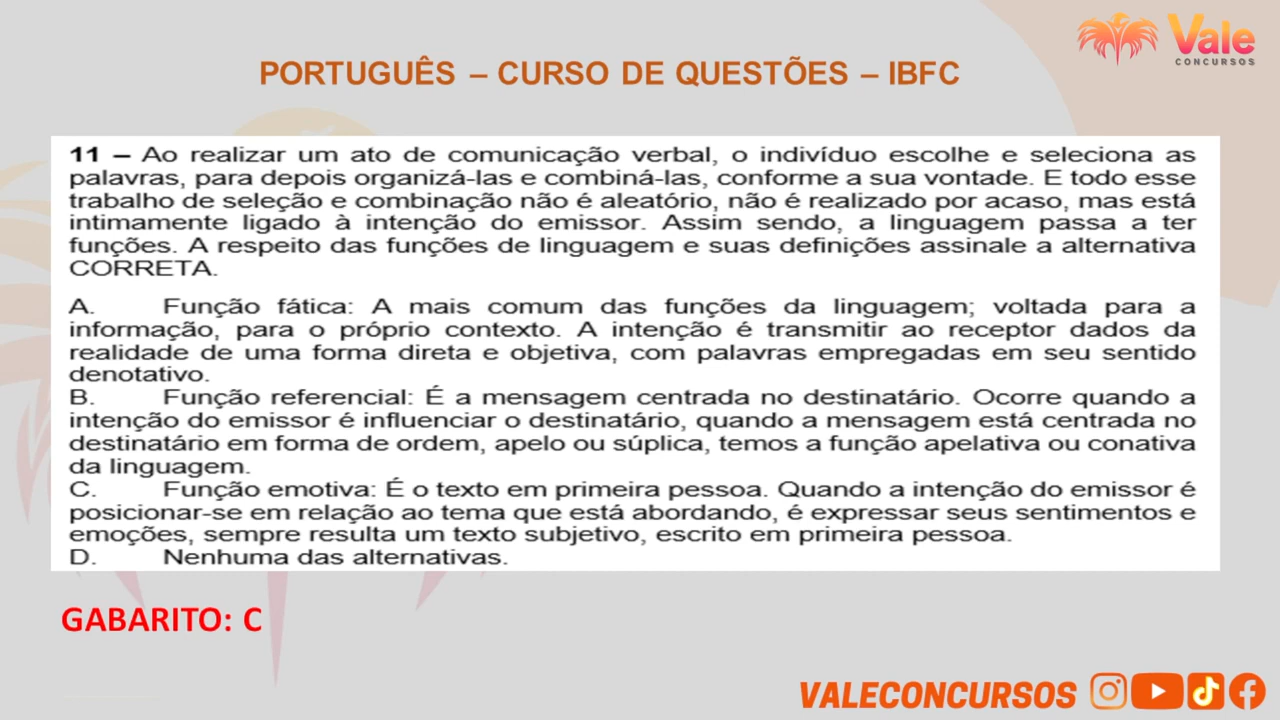 Vale
CONCURSOS
PORTUGUÊS – CURSO DE QUESTÕES – IBFC
11 – Ao realizar um ato de comunicação verbal, o indivíduo escolhe e seleciona as
palavras, para depois organizá-las e combiná-las, conforme a sua vontade. E todo esse
trabalho de seleção e combinação não é aleatório, não é realizado por acaso, mas está
intimamente ligado à intenção do emissor. Assim sendo, a linguagem passa a ter
funções. A respeito das funções de linguagem e suas definições assinale a alternativa
CORRETA.
A. Função fática: A mais comum das funções da linguagem; voltada para a
informação, para o próprio contexto. A intenção é transmitir ao receptor dados da
realidade de uma forma direta e objetiva, com palavras empregadas em seu sentido
denotativo.
B. Função referencial: É a mensagem centrada no destinatário. Ocorre quando a
intenção do emissor é influenciar o destinatário, quando a mensagem está centrada no
destinatário em forma de ordem, apelo ou súplica, temos a função apelativa ou conativa
da linguagem.
C. Função emotiva: É o texto em primeira pessoa. Quando a intenção do emissor é
posicionar-se em relação ao tema que está abordando, é expressar seus sentimentos e
emoções, sempre resulta um texto subjetivo, escrito em primeira pessoa.
D. Nenhuma das alternativas.
GABARITO: C
VALECONCURSOS